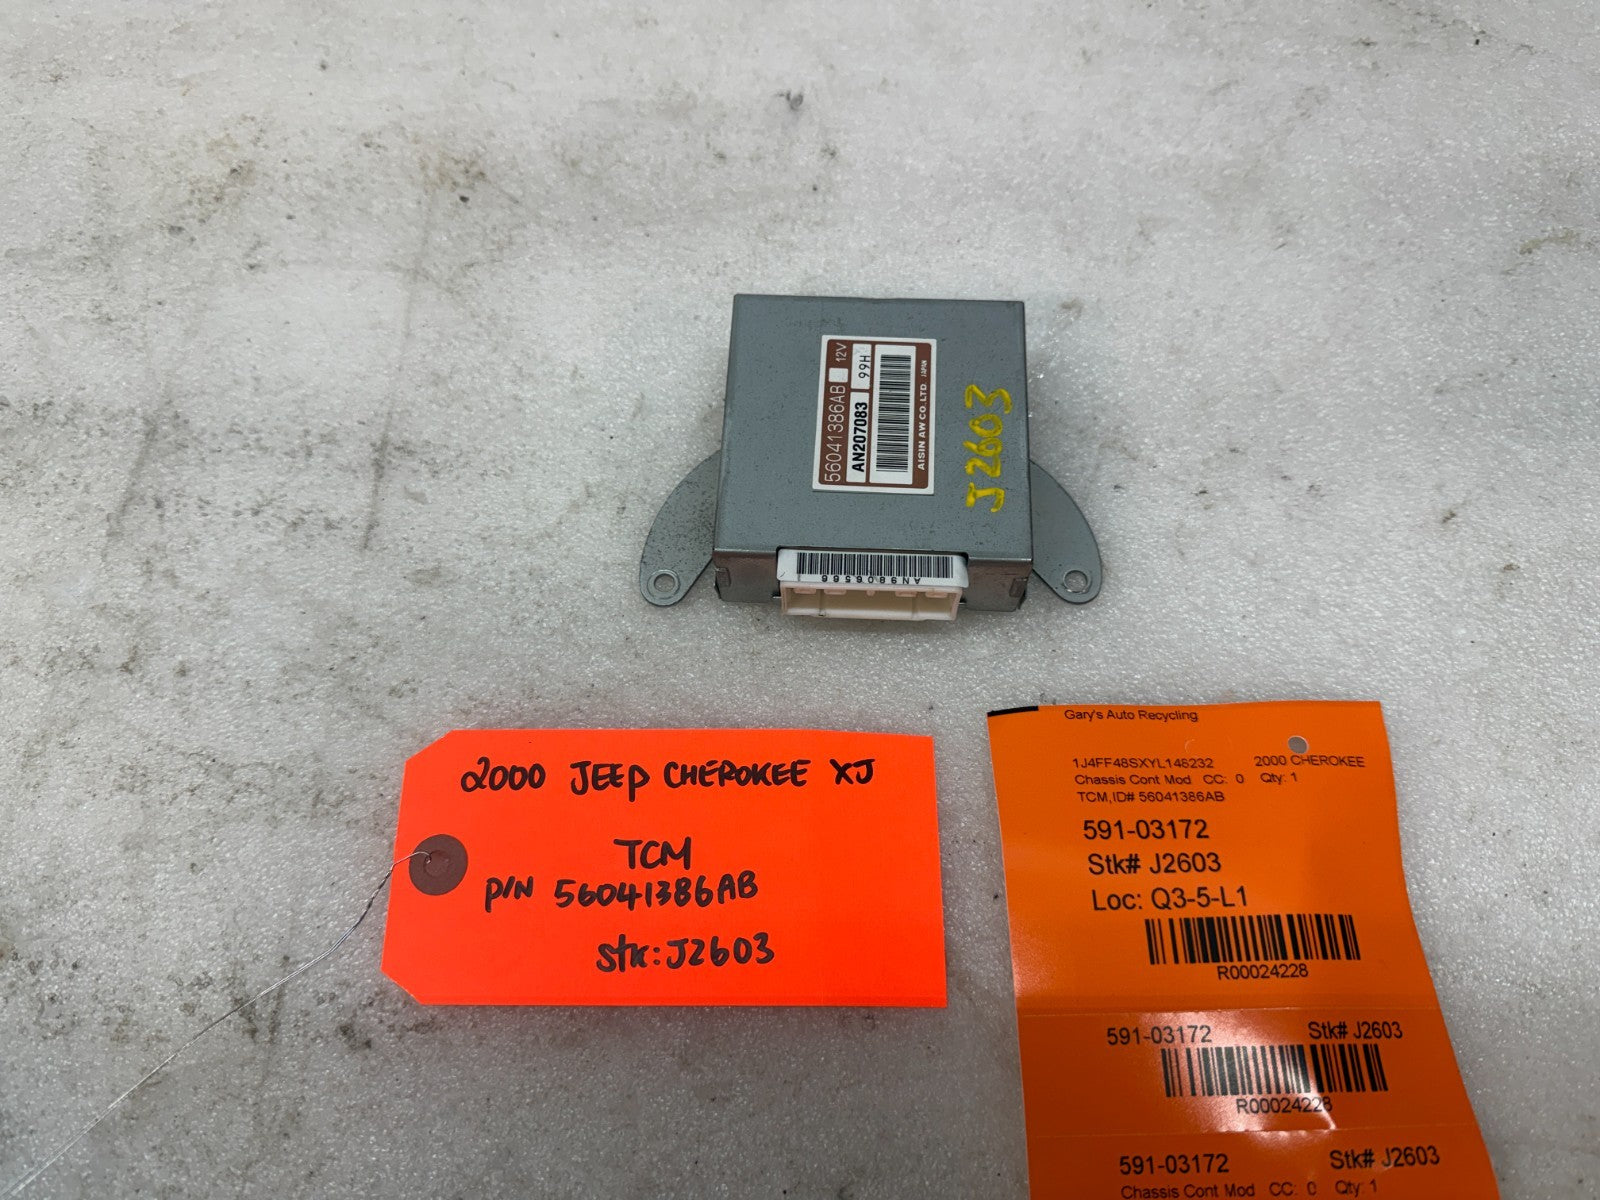 56041386AB 12V
AN207083 99H
AISIN AW CO.,LTD. JAPAN
J2603
AN9806566
2000 JEEP CHEROKEE XJ
TCM
P/N 56041386AB
Stk: J2603
Gary's Auto Recycling
1J4FF48SXYL146232 2000 CHEROKEE
Chassis Cont Mod CC: 0 Qty: 1
TCM,ID# 56041386AB
591-03172
Stk# J2603
Loc: Q3-5-L1
R00024228
591-03172 Stk# J2603
R00024228
591-03172 Stk# J2603
Chassis Cont Mod CC: 0 Qty: 1